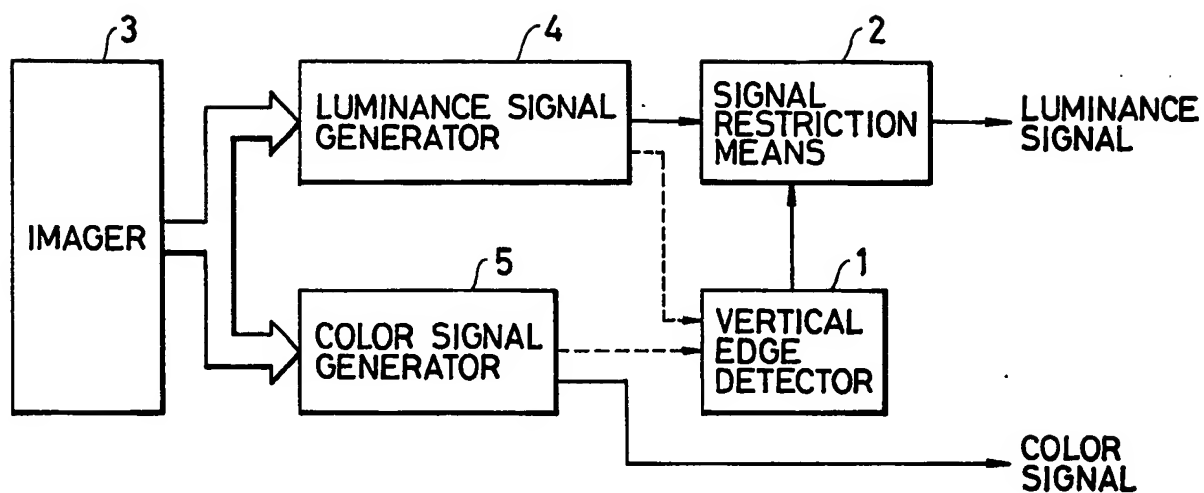 3
4
2
IMAGER
LUMINANCE SIGNAL
GENERATOR
SIGNAL
RESTRICTION
MEANS
LUMINANCE
SIGNAL
5
1
COLOR SIGNAL
GENERATOR
VERTICAL
EDGE
DETECTOR
COLOR
SIGNAL